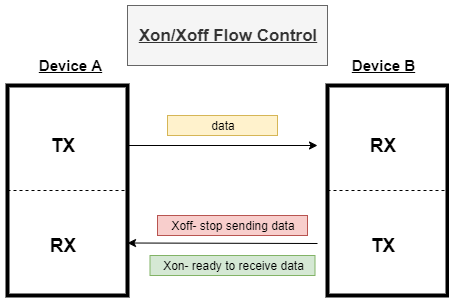 Xon/Xoff Flow Control
Device A
Device B
TX
data
RX
RX
Xoff- stop sending data
TX
Xon- ready to receive data